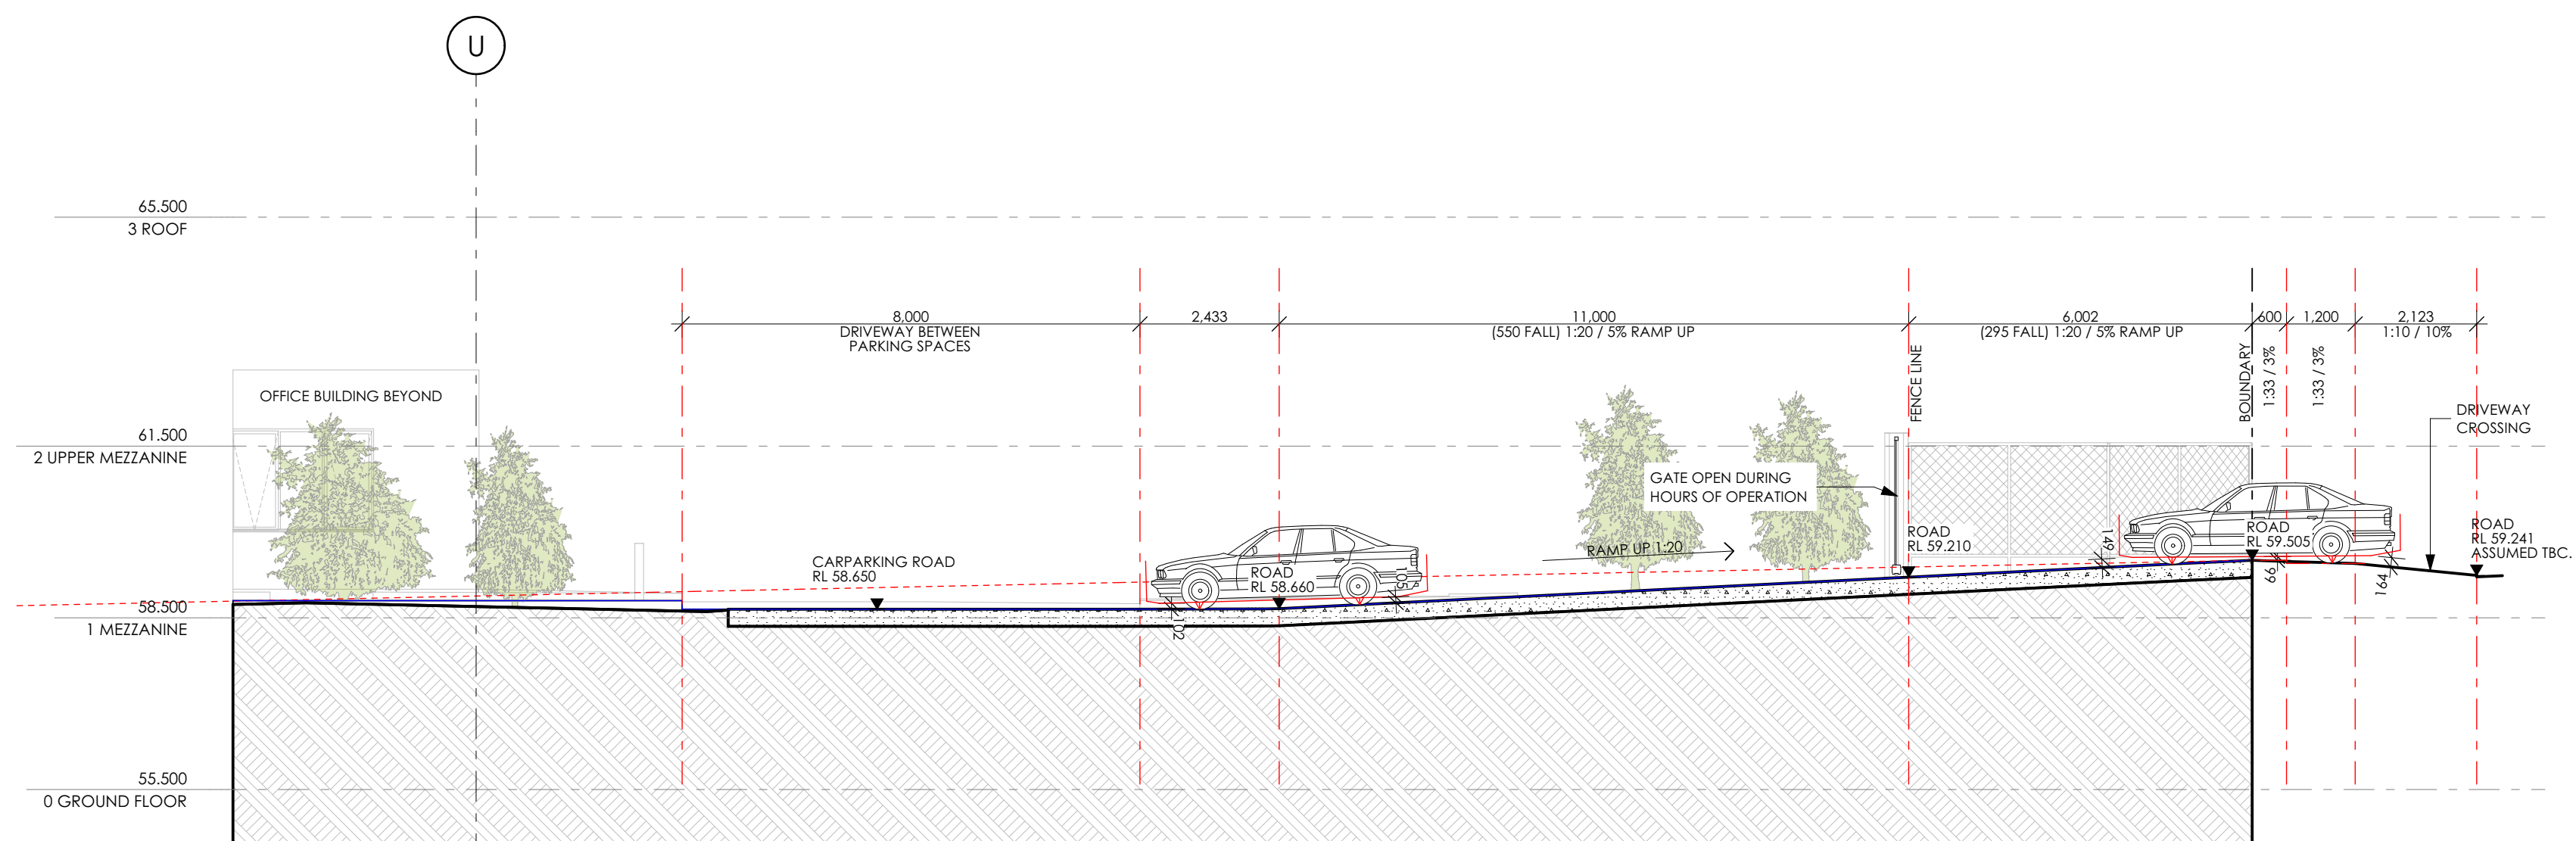 U
65.500
3 ROOF
8,000
DRIVEWAY BETWEEN
PARKING SPACES
2,433
11,000
(550 FALL) 1:20 / 5% RAMP UP
6,002
(295 FALL) 1:20 / 5% RAMP UP
600
1,200
2,123
1:10 / 10%
FENCE LINE
BOUNDARY
1:33 / 3%
1:33 / 3%
OFFICE BUILDING BEYOND
DRIVEWAY
CROSSING
61.500
2 UPPER MEZZANINE
GATE OPEN DURING
HOURS OF OPERATION
ROAD
RL 59.210
149
ROAD
RL 59.505
ROAD
RL 59.241
ASSUMED TBC.
RAMP UP 1:20
CARPARKING ROAD
RL 58.650
ROAD
RL 58.660
105
66
164
102
58.500
1 MEZZANINE
55.500
0 GROUND FLOOR